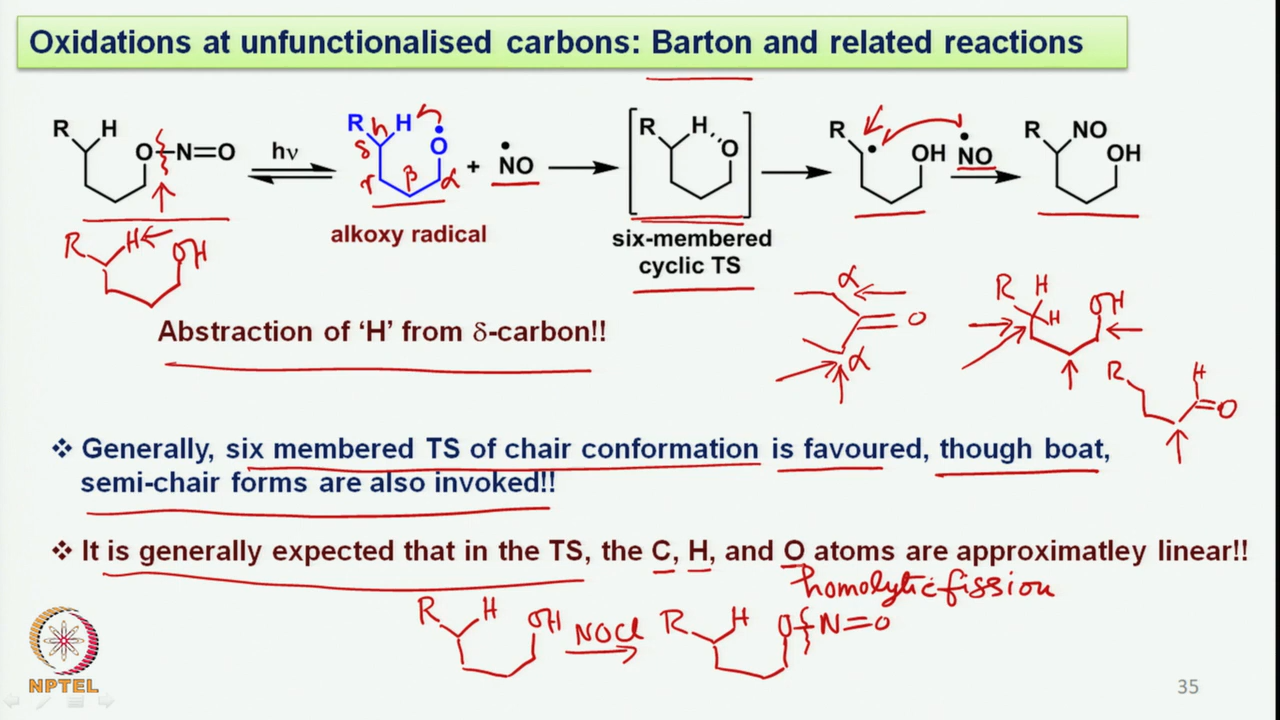 Oxidations at unfunctionalised carbons: Barton and related reactions
R H O-N=O hν R H O + NO R H O R OH NO R NO OH
δ h γ β α
alkoxy radical
six-membered
cyclic TS
R H OH
α O α
R H H OH
R H O
Abstraction of 'H' from δ-carbon!!
❖ Generally, six membered TS of chair conformation is favoured, though boat,
semi-chair forms are also invoked!!
❖ It is generally expected that in the TS, the C, H, and O atoms are approximatley linear!!
homolytic fission
R H OH NOCl R H O-N=O
NPTEL
35